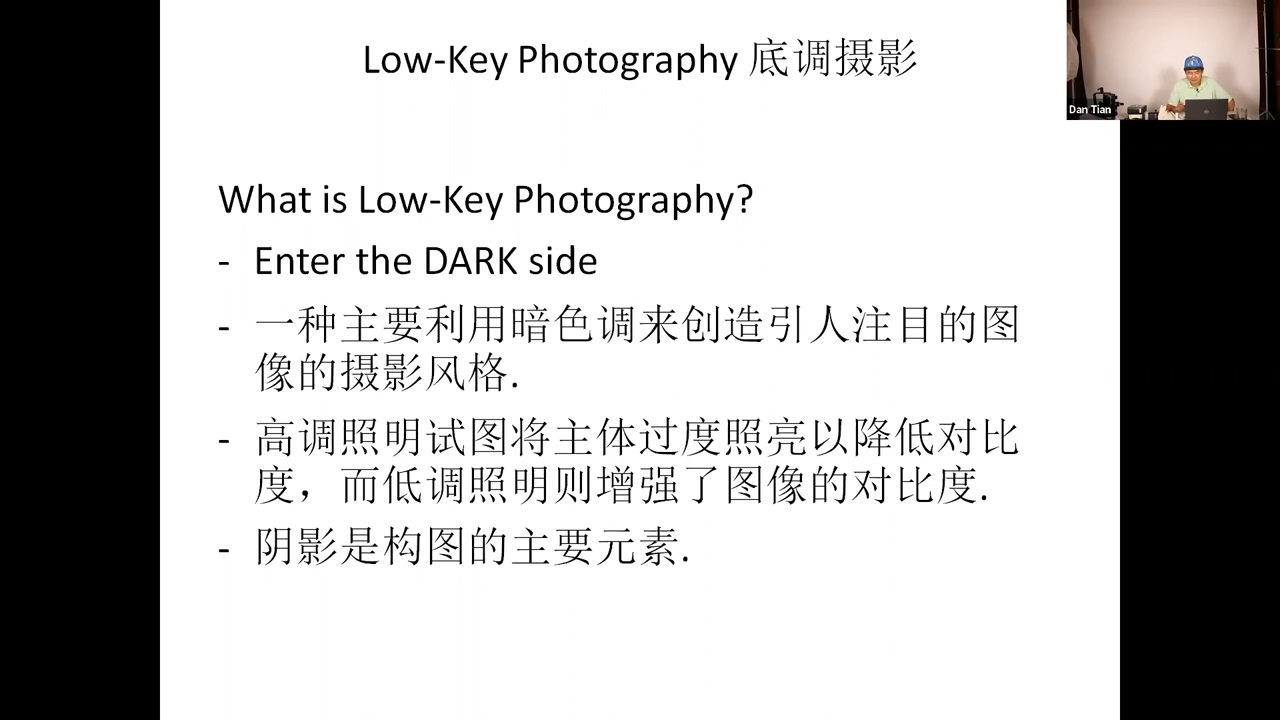 Low-Key Photography 底调摄影
Dan Tian
What is Low-Key Photography?
- Enter the DARK side
- 一种主要利用暗色调来创造引人注目的图
像的摄影风格.
- 高调照明试图将主体过度照亮以降低对比
度，而低调照明则增强了图像的对比度.
- 阴影是构图的主要元素.